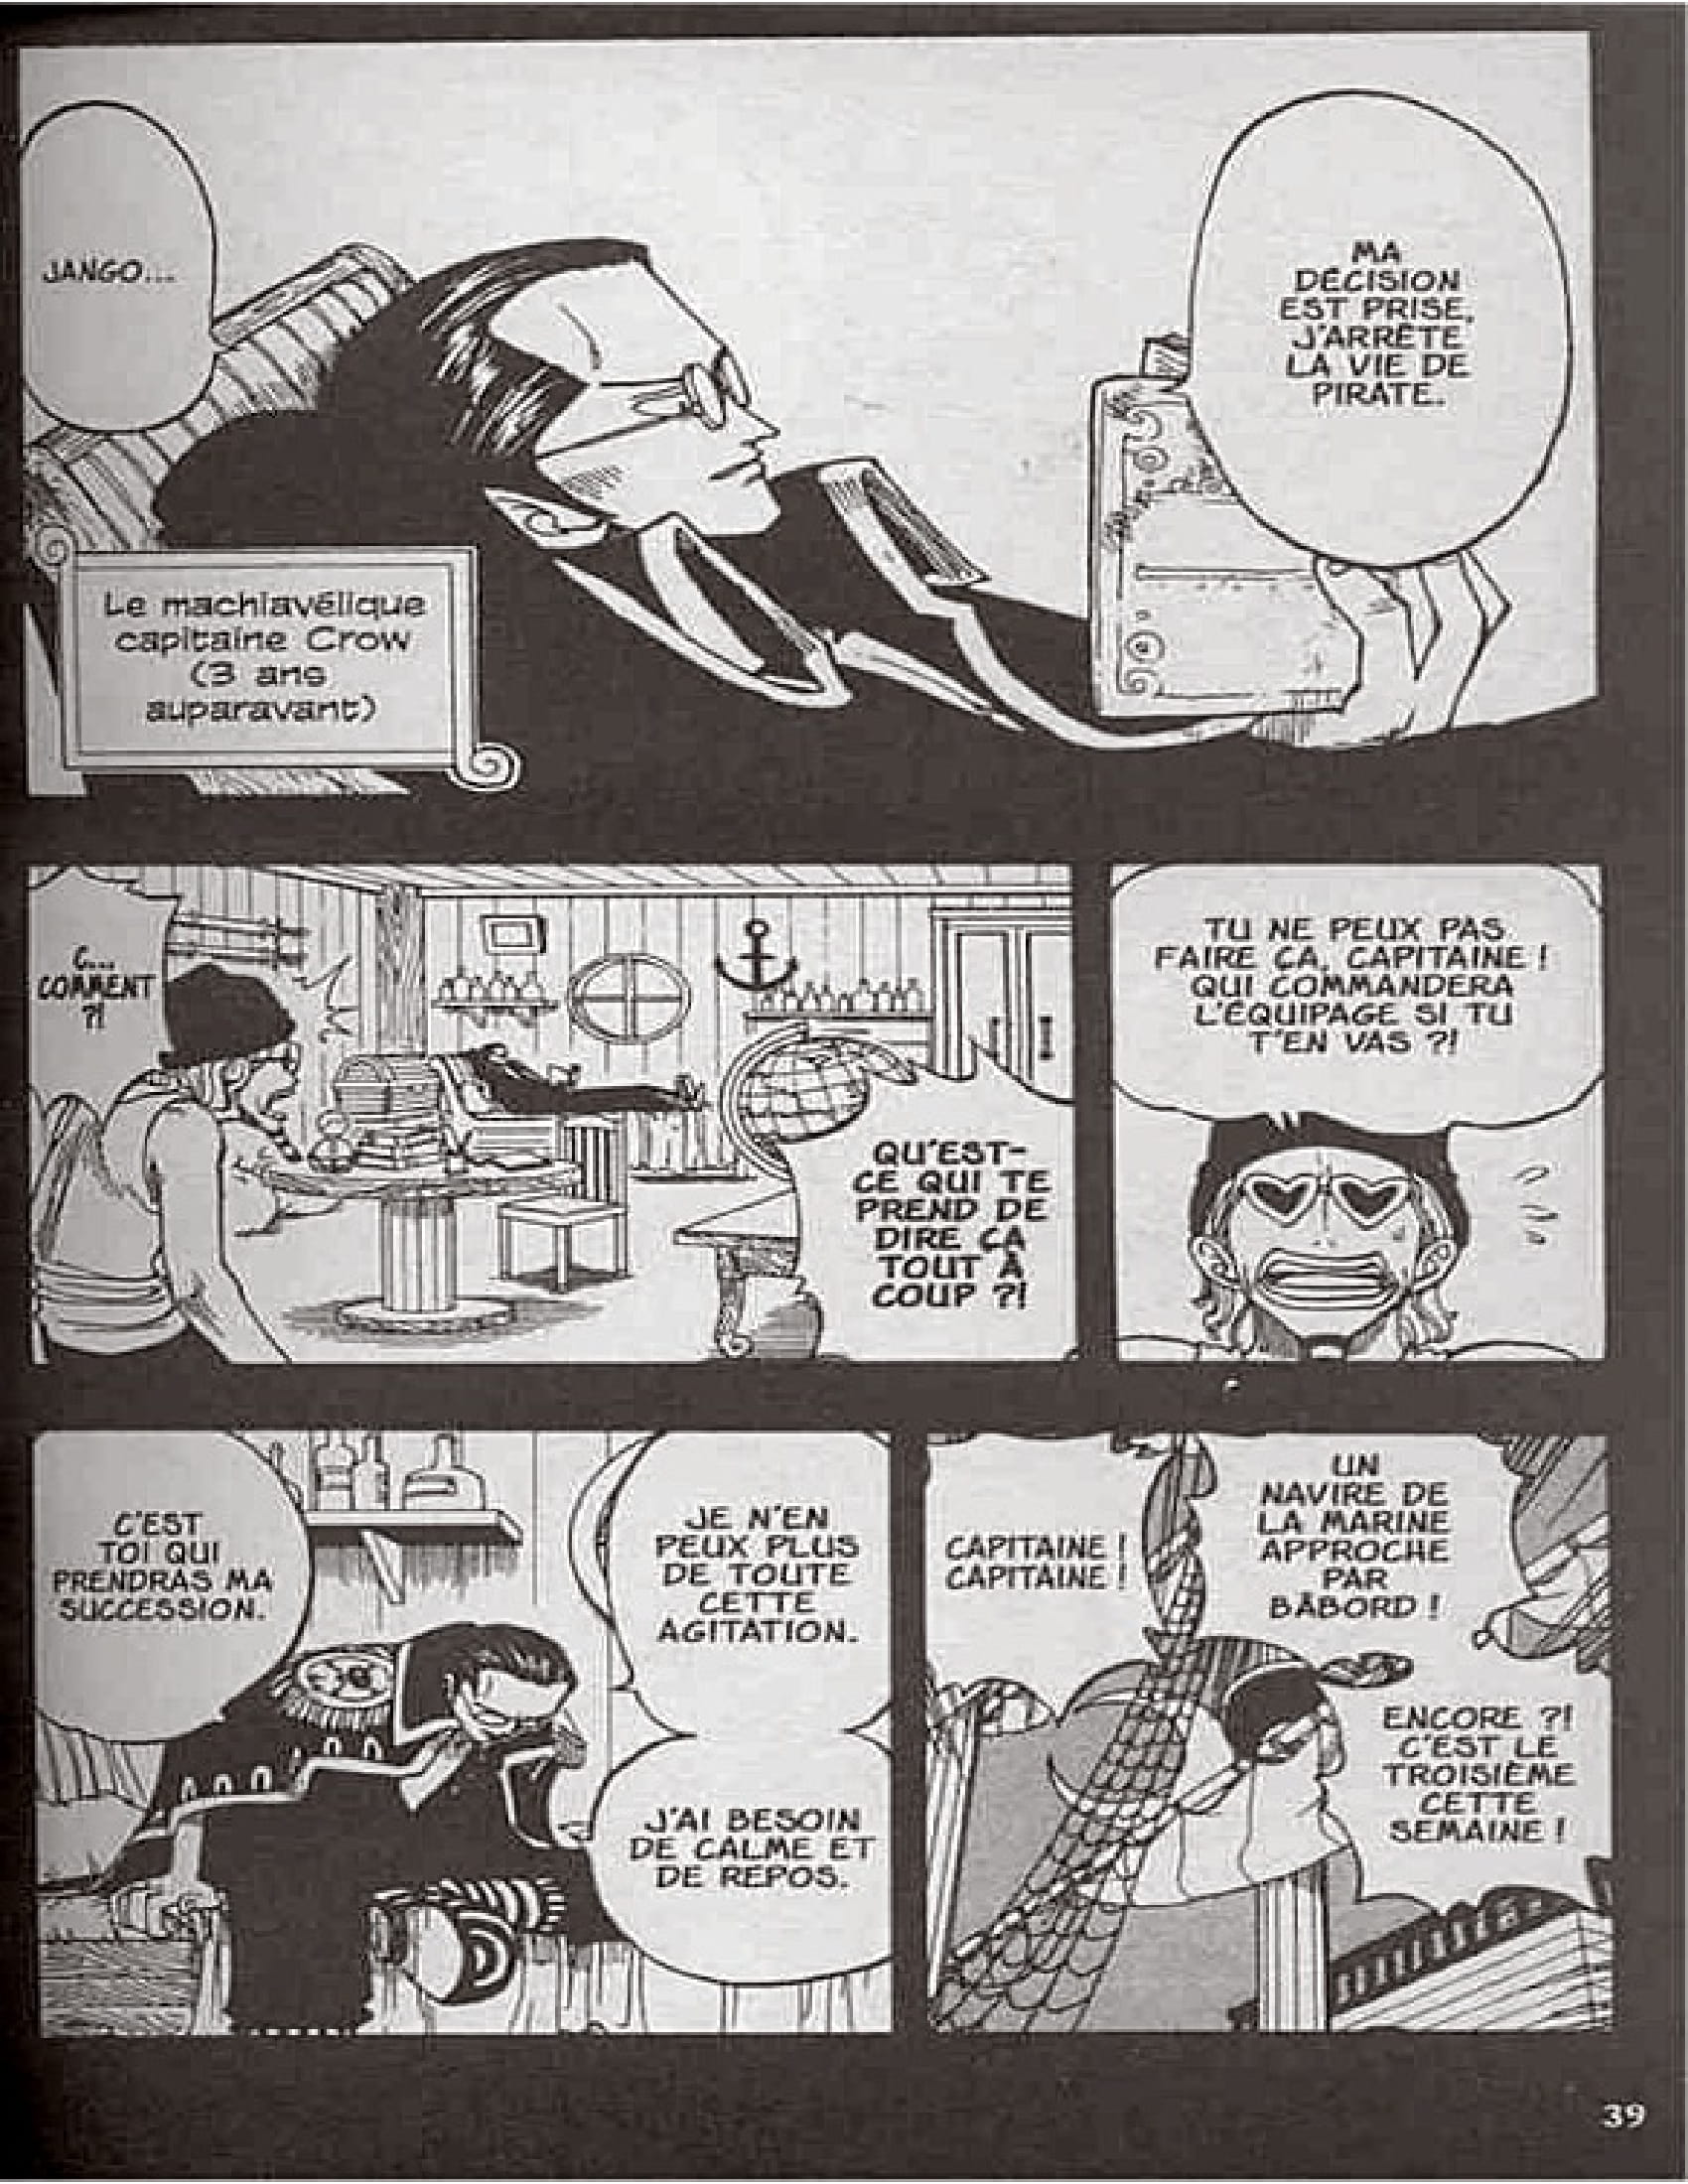 MA
DÉCISION
EST PRISE.
J'ARRÊTE
LA VIE DE
PIRATE.
JANGO...
Le machiavélique
capitaine Crow
(3 ans
auparavant)
TU NE PEUX PAS
FAIRE ÇA, CAPITAINE !
QUI COMMANDERA
L'ÉQUIPAGE SI TU
T'EN VAS ?!
QU'EST-
CE QUI TE
PREND DE
DIRE ÇA
TOUT À
COUP ?!
C...
COMMENT
?!
UN
NAVIRE DE
LA MARINE
APPROCHE
PAR
BÂBORD !
CAPITAINE !
CAPITAINE !
ENCORE ?!
C'EST LE
TROISIÈME
CETTE
SEMAINE !
JE N'EN
PEUX PLUS
DE TOUTE
CETTE
AGITATION.
J'AI BESOIN
DE CALME ET
DE REPOS.
C'EST
TOI QUI
PRENDRAS MA
SUCCESSION.
39